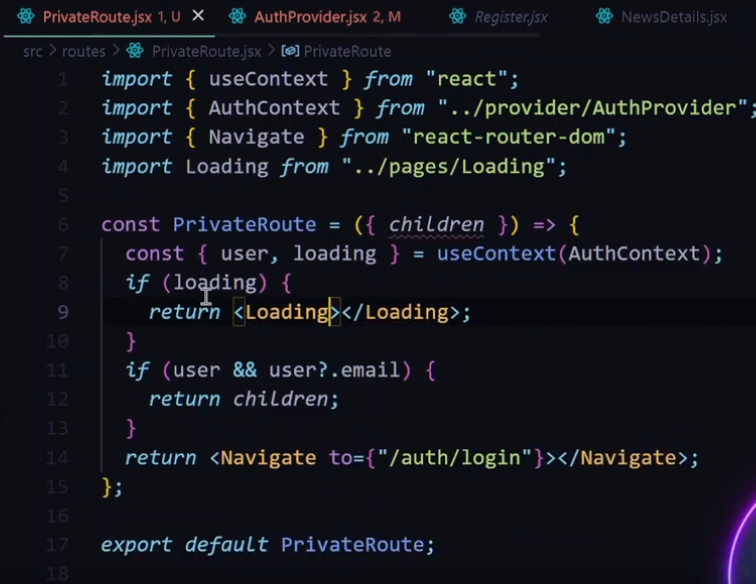 PrivateRoute.jsx 1, U × AuthProvider.jsx 2, M Register.jsx NewsDetails.jsx
src > routes > PrivateRoute.jsx > PrivateRoute
1 import { useContext } from "react";
2 import { AuthContext } from "../provider/AuthProvider";
3 import { Navigate } from "react-router-dom";
4 import Loading from "../pages/Loading";
5
6 const PrivateRoute = ({ children }) => {
7 const { user, loading } = useContext(AuthContext);
8 if (loading) {
9 return <Loading></Loading>;
10 }
11 if (user && user?.email) {
12 return children;
13 }
14 return <Navigate to={"/auth/login"}></Navigate>;
15 };
16
17 export default PrivateRoute;
18